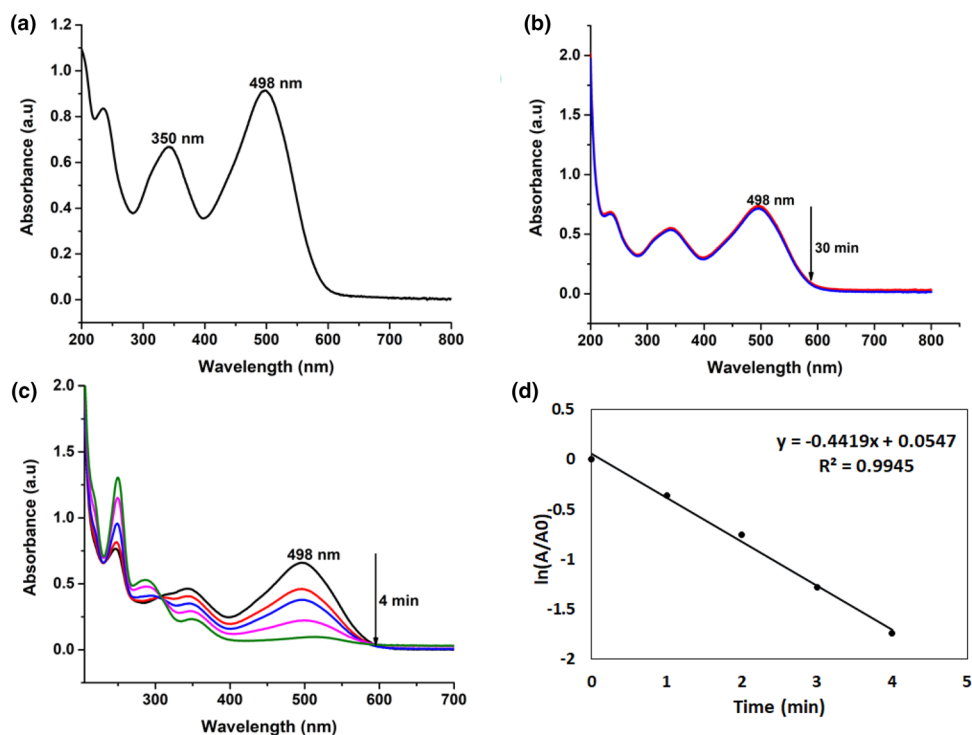 (a)
1.2
1.0
0.8
0.6
0.4
0.2
0.0
Absorbance (a.u)
350 nm
498 nm
200 300 400 500 600 700 800
Wavelength (nm)
(b)
2.0
1.5
1.0
0.5
0.0
Absorbance (a.u)
498 nm
30 min
200 300 400 500 600 700 800
Wavelength (nm)
(c)
2.0
1.5
1.0
0.5
0.0
Absorbance (a.u)
498 nm
4 min
300 400 500 600 700
Wavelength (nm)
(d)
0.5
0
-0.5
-1
-1.5
-2
ln(A/A0)
y = -0.4419x + 0.0547
R² = 0.9945
0 1 2 3 4 5
Time (min)